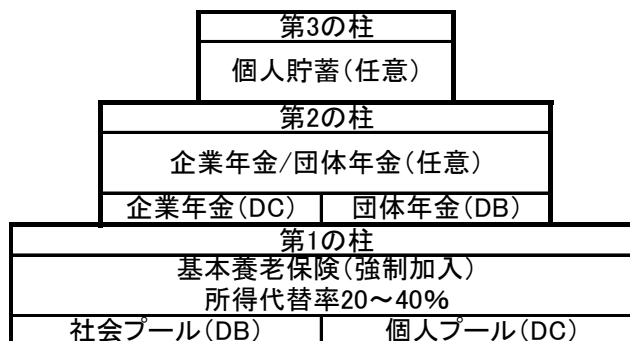 第3の柱
個人貯蓄(任意)
第2の柱
企業年金/団体年金(任意)
企業年金(DC) 団体年金(DB)
第1の柱
基本養老保険(強制加入)
所得代替率20～40%
社会プール(DB) 個人プール(DC)